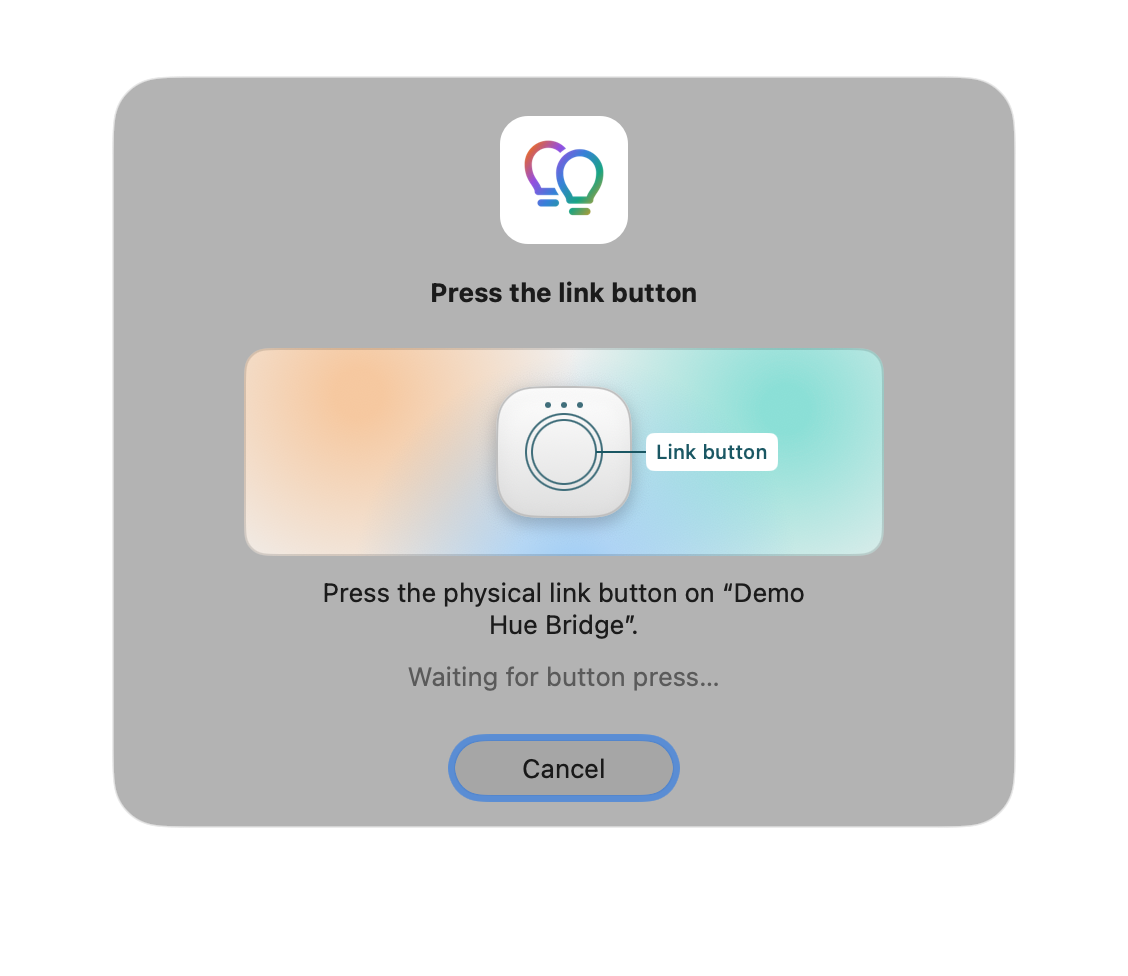 Press the link button
Link button
Press the physical link button on “Demo
Hue Bridge”.
Waiting for button press...
Cancel